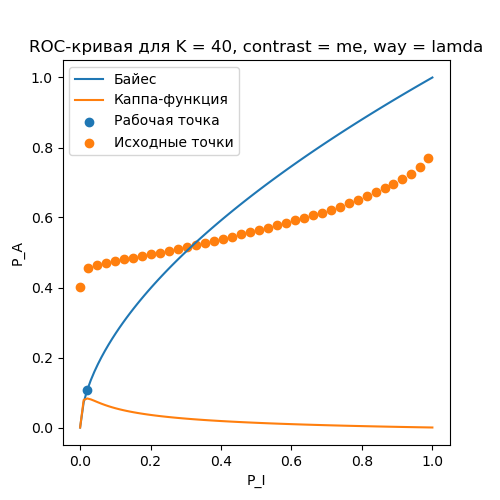 ROC-кривая для K = 40, contrast = me, way = lamda
Байес
Каппа-функция
Рабочая точка
Исходные точки
1.0
0.8
0.6
0.4
0.2
0.0
P_A
0.0 0.2 0.4 0.6 0.8 1.0
P_I